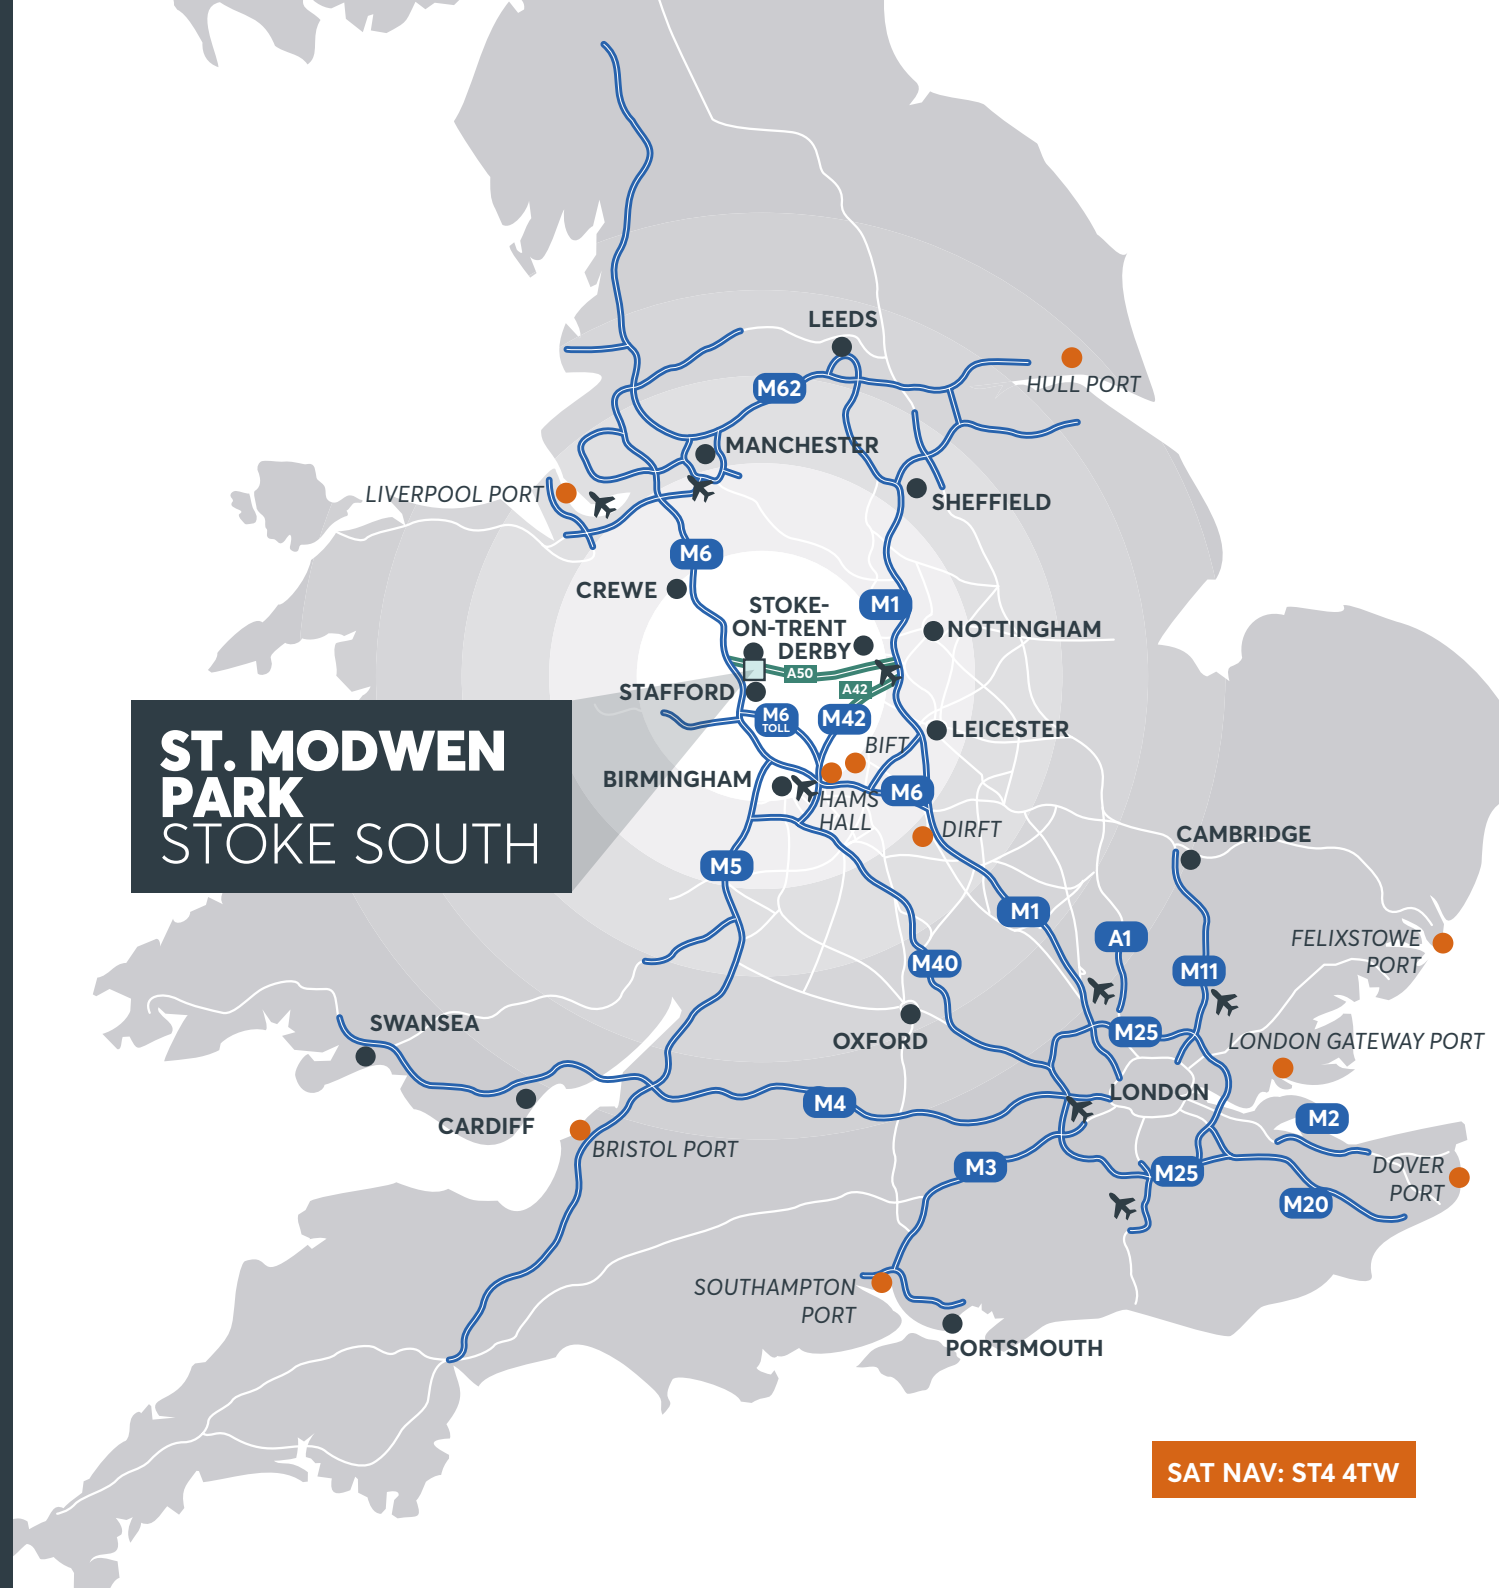 LEEDS
HULL PORT
M62
MANCHESTER
LIVERPOOL PORT
SHEFFIELD
M6
CREWE
STOKE-
ON-TRENT
M1
NOTTINGHAM
DERBY
A50
A42
STAFFORD
M6
TOLL
M42
LEICESTER
BIFT
ST. MODWEN
PARK
STOKE SOUTH
BIRMINGHAM
HAMS
HALL
M6
DIRFT
CAMBRIDGE
M5
M1
A1
FELIXSTOWE
PORT
M40
M11
SWANSEA
OXFORD
M25
LONDON GATEWAY PORT
LONDON
M4
CARDIFF
M2
BRISTOL PORT
M3
M25
DOVER
PORT
M20
SOUTHAMPTON
PORT
PORTSMOUTH
SAT NAV: ST4 4TW